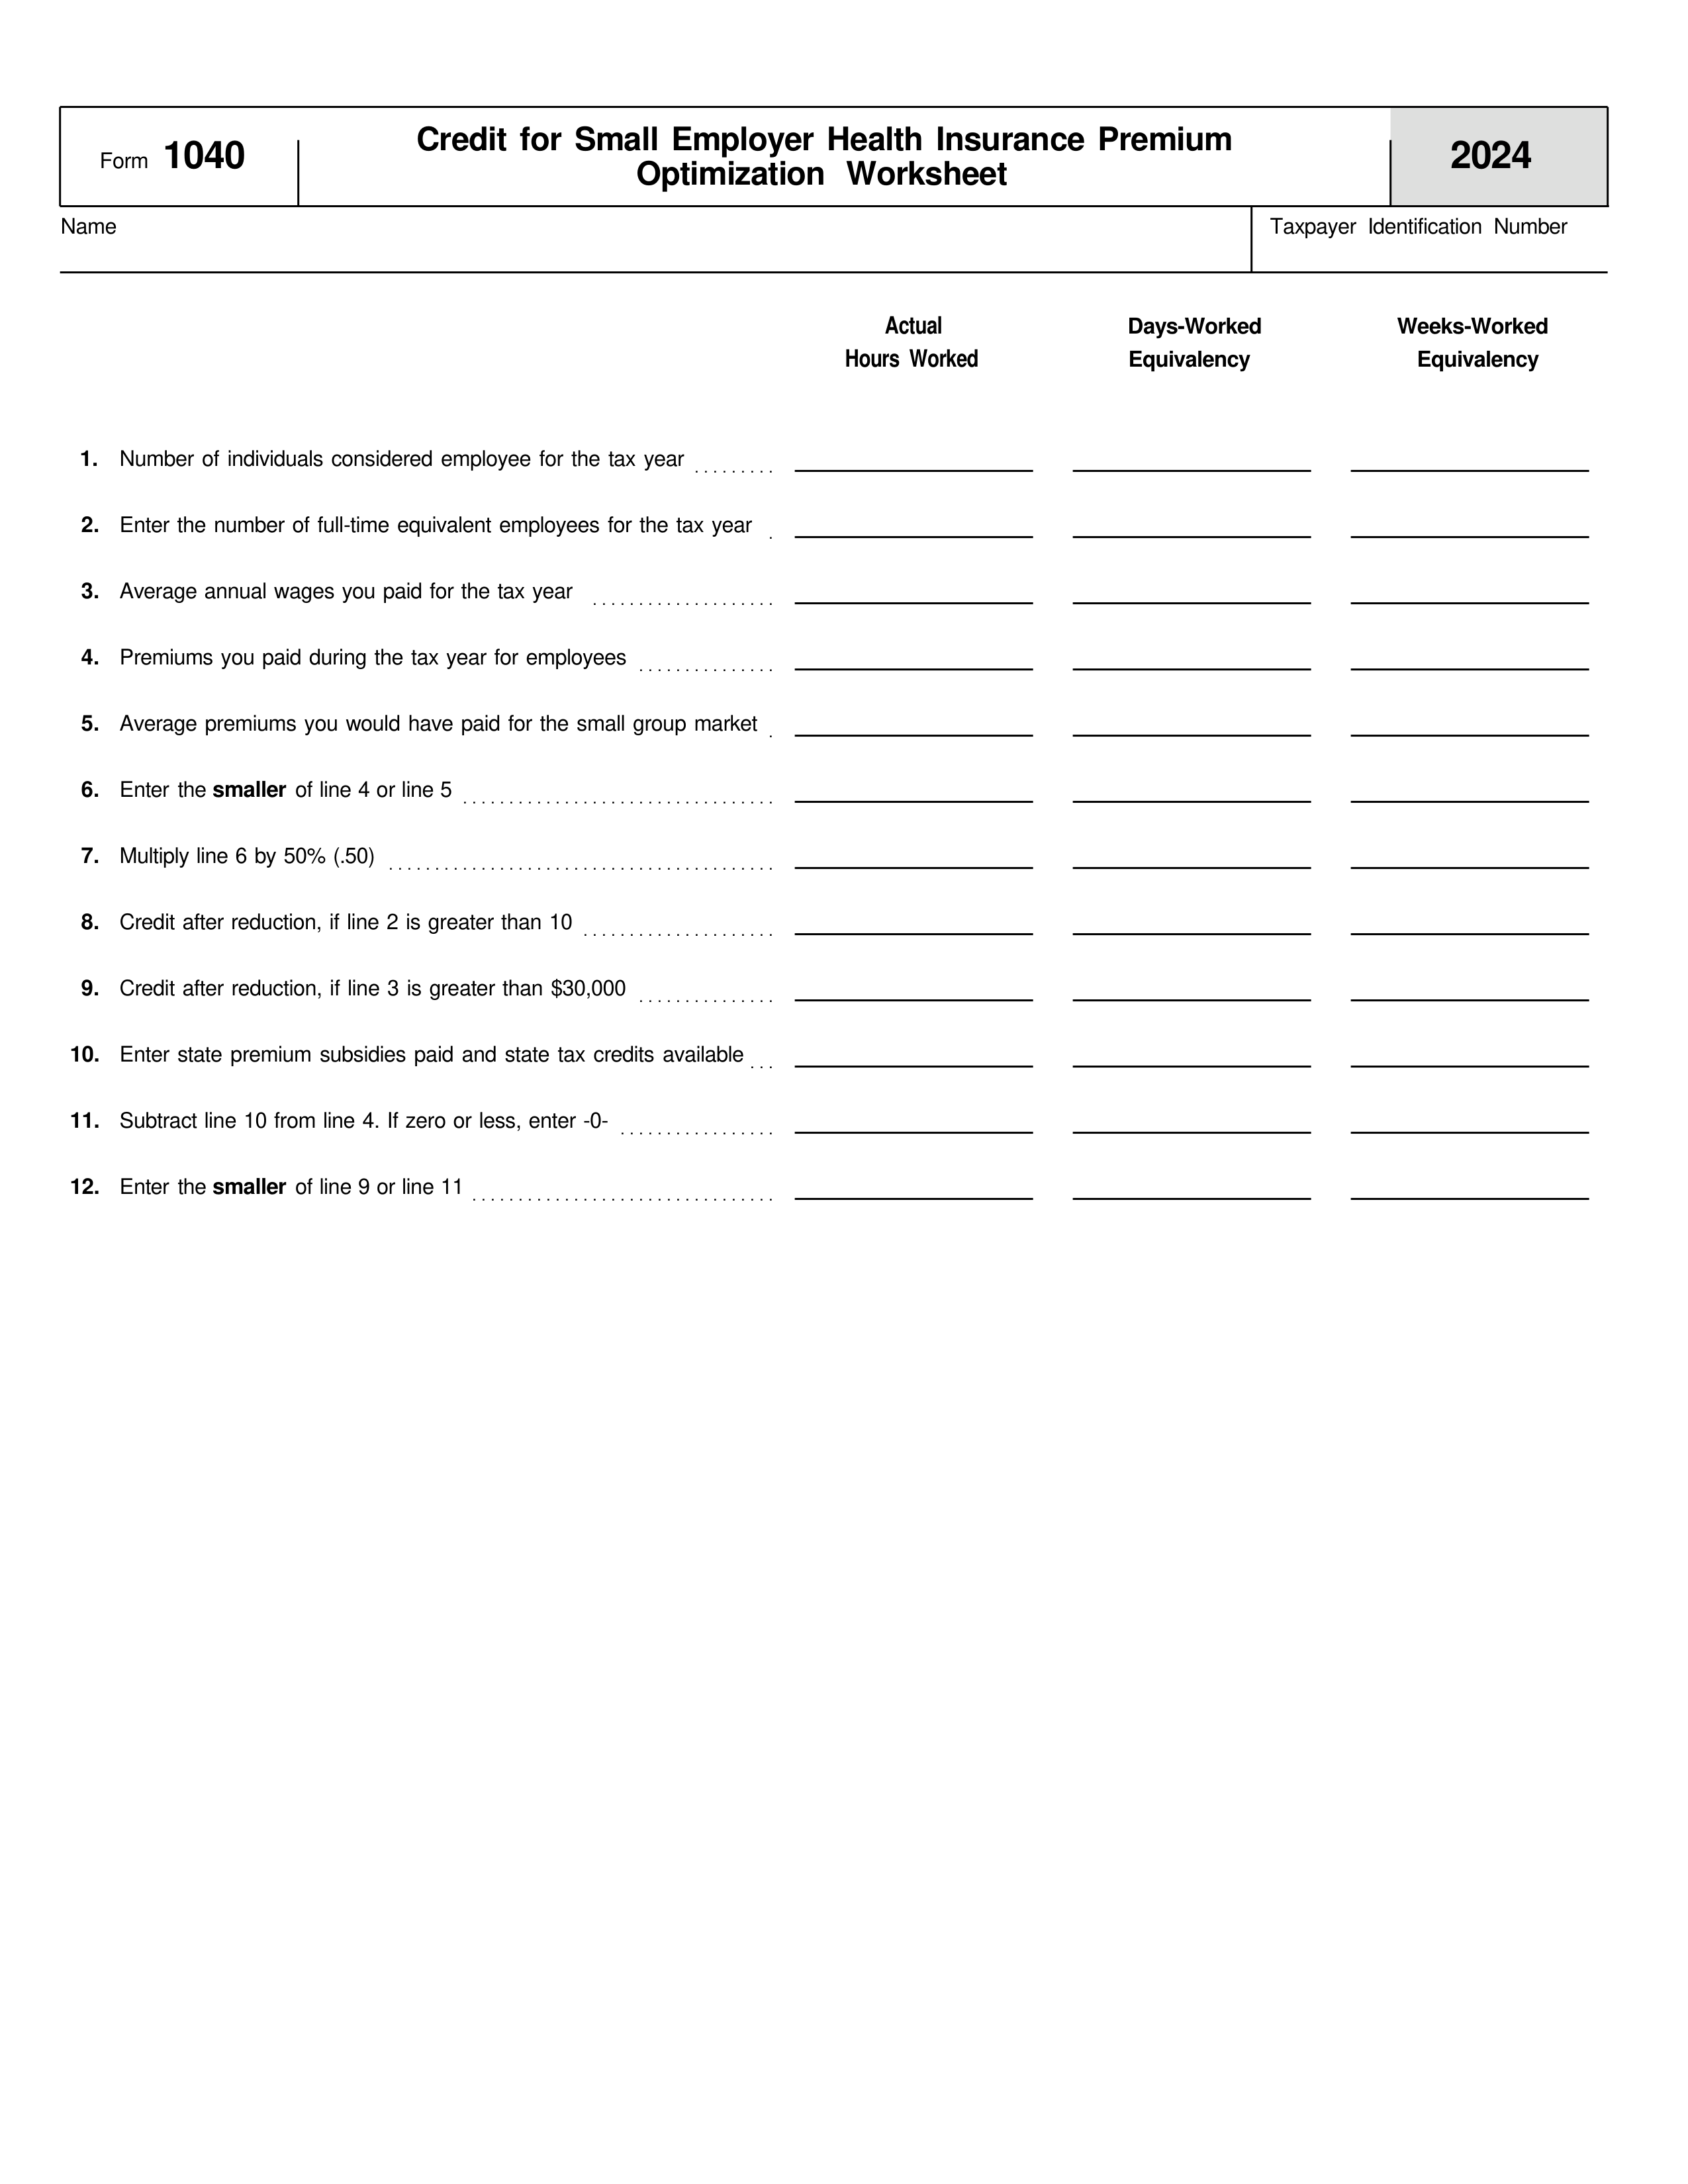 Form 1040
Credit for Small Employer Health Insurance Premium
Optimization Worksheet
2024
Name
Taxpayer Identification Number
Actual
Hours Worked
Days-Worked
Equivalency
Weeks-Worked
Equivalency
1. Number of individuals considered employee for the tax year
2. Enter the number of full-time equivalent employees for the tax year
3. Average annual wages you paid for the tax year
4. Premiums you paid during the tax year for employees
5. Average premiums you would have paid for the small group market
6. Enter the smaller of line 4 or line 5
7. Multiply line 6 by 50% (.50)
8. Credit after reduction, if line 2 is greater than 10
9. Credit after reduction, if line 3 is greater than $30,000
10. Enter state premium subsidies paid and state tax credits available
11. Subtract line 10 from line 4. If zero or less, enter -0-
12. Enter the smaller of line 9 or line 11